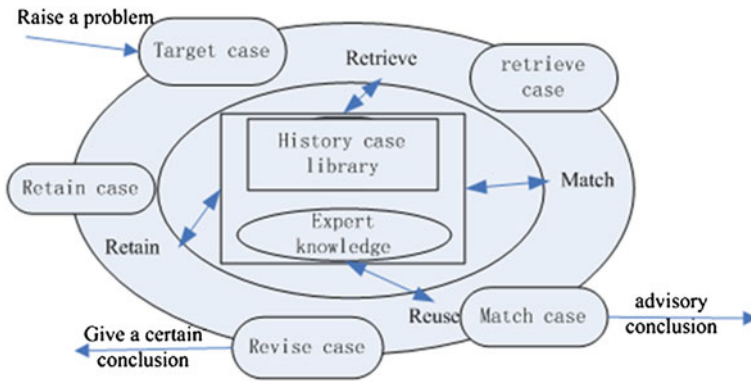 Raise a problem
Target case
Retrieve
retrieve
case
History case
library
Match
Retain case
Expert
knowledge
Retain
Reuse
Match case
advisory
conclusion
Give a certain
conclusion
Revise case